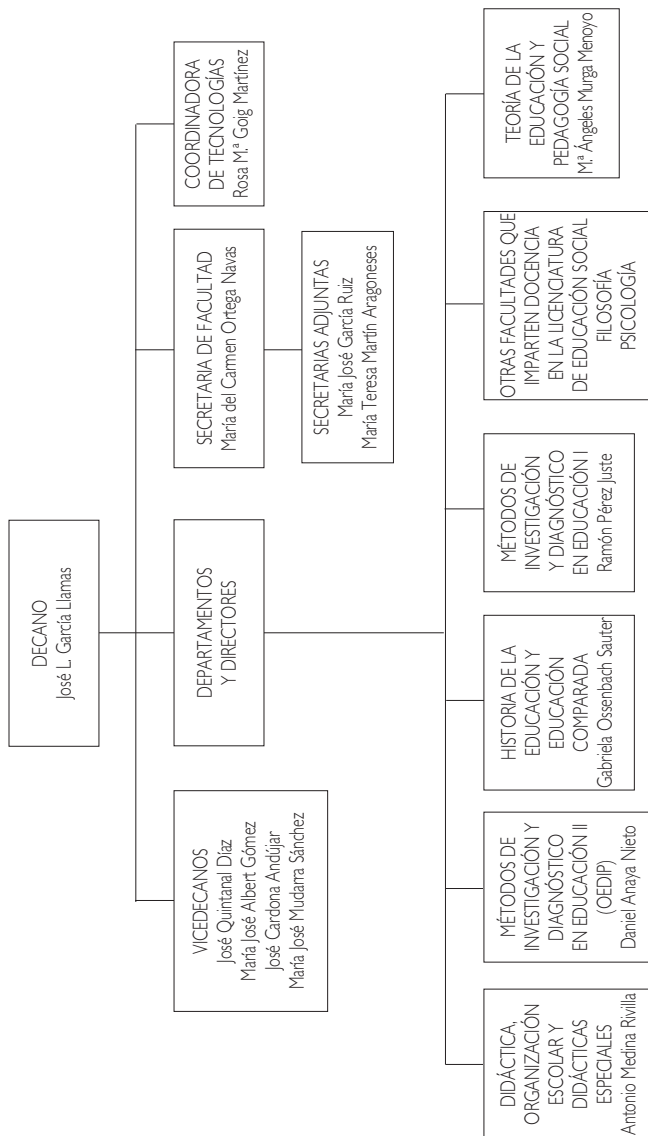 DECANO
José L. García Llamas
VICEDECANOS
José Quintanal Díaz
María José Albert Gómez
José Cardona Andújar
María José Mudarra Sánchez
DEPARTAMENTOS
Y DIRECTORES
SECRETARIA DE FACULTAD
María del Carmen Ortega Navas
COORDINADORA
DE TECNOLOGÍAS
Rosa M.ª Goig Martínez
SECRETARIAS ADJUNTAS
María José García Ruiz
María Teresa Martín Aragoneses
DIDÁCTICA,
ORGANIZACIÓN
ESCOLAR Y
DIDÁCTICAS
ESPECIALES
Antonio Medina Rivilla
MÉTODOS DE
INVESTIGACIÓN Y
DIAGNÓSTICO
EN EDUCACIÓN II
(OEDIP)
Daniel Anaya Nieto
HISTORIA DE LA
EDUCACIÓN Y
EDUCACIÓN
COMPARADA
Gabriela Ossenbach Sauter
MÉTODOS DE
INVESTIGACIÓN
Y DIAGNÓSTICO
EN EDUCACIÓN I
Ramón Pérez Juste
OTRAS FACULTADES QUE
IMPARTEN DOCENCIA
EN LA LICENCIATURA
DE EDUCACIÓN SOCIAL
FILOSOFÍA
PSICOLOGÍA
TEORÍA DE LA
EDUCACIÓN Y
PEDAGOGÍA SOCIAL
M.ª Ángeles Murga Menoyo